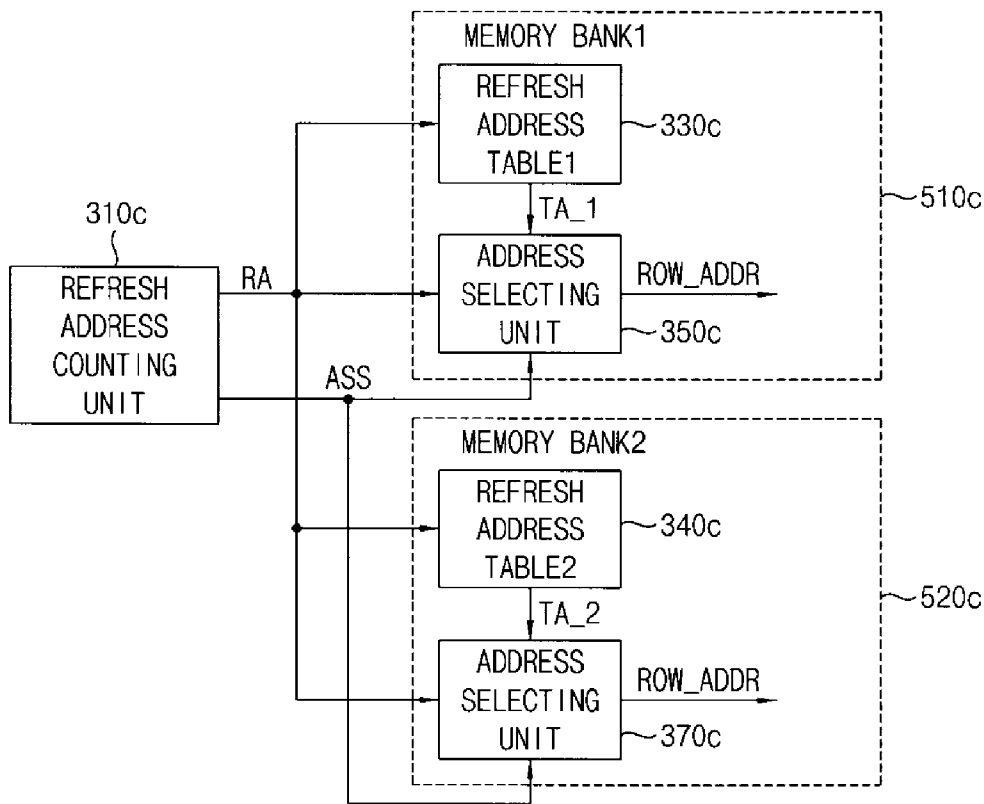 MEMORY BANK1
REFRESH
ADDRESS
TABLE1
330c
TA_1
510c
310c
REFRESH
ADDRESS
COUNTING
UNIT
RA
ADDRESS
SELECTING
UNIT
ROW_ADDR
350c
ASS
MEMORY BANK2
REFRESH
ADDRESS
TABLE2
340c
TA_2
520c
ADDRESS
SELECTING
UNIT
ROW_ADDR
370c